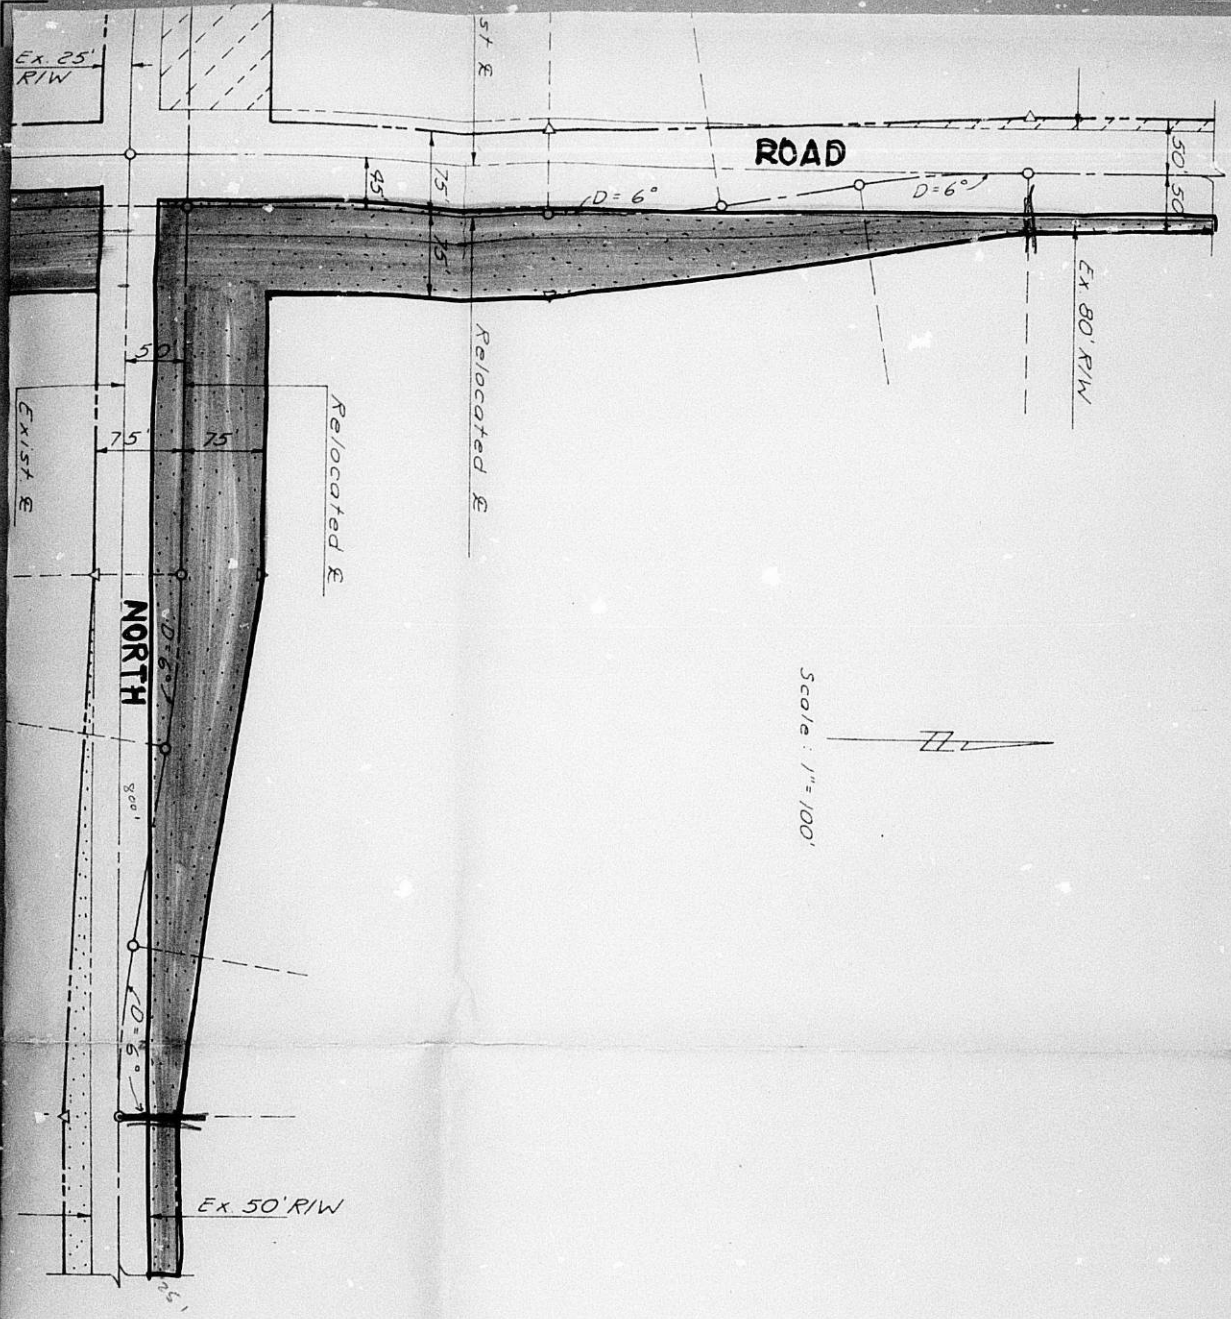 Ex. 25'
R/W
st ℄
ROAD
50'
50'
45'
75'
75'
D = 6°
D = 6°
Ex. 80' R/W
Relocated ℄
50'
Relocated ℄
Exist ℄
75'
75'
NORTH
D = 6°
Scale : 1" = 100'
N
800'
D = 6°
Ex. 50' R/W
25'